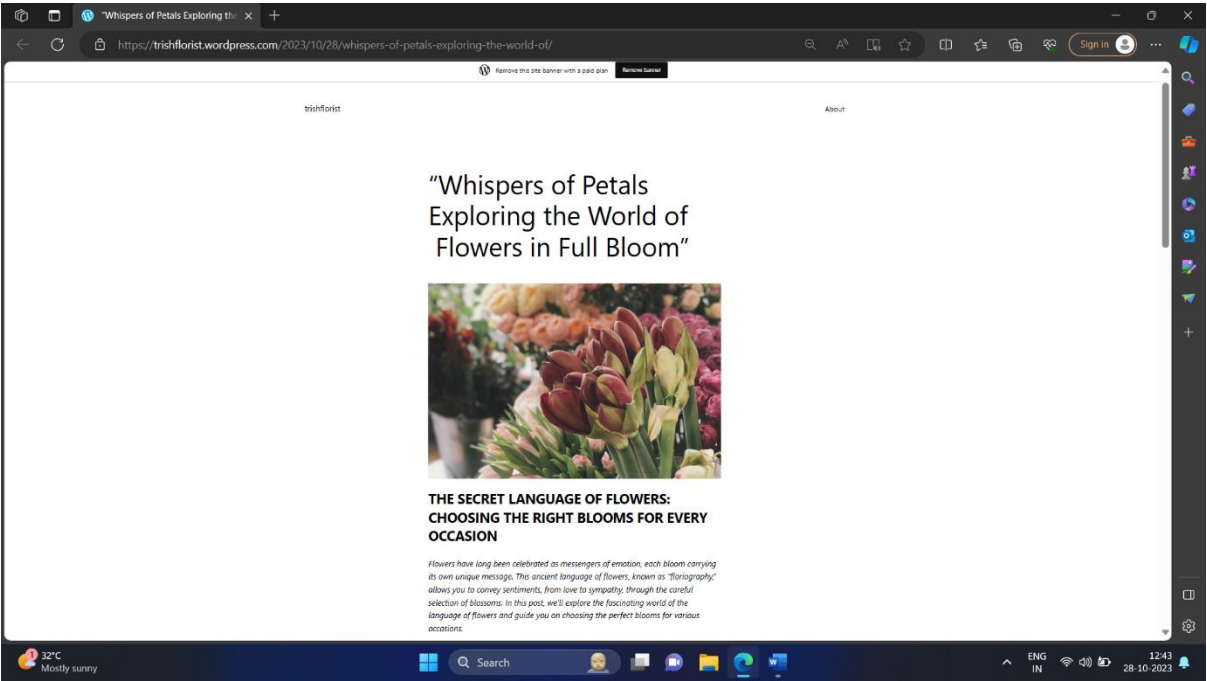 "Whispers of Petals Exploring the
https://trishflorist.wordpress.com/2023/10/28/whispers-of-petals-exploring-the-world-of/
Sign in
Remove this site banner with a paid plan Remove banner
trishflorist About
“Whispers of Petals
Exploring the World of
Flowers in Full Bloom”
THE SECRET LANGUAGE OF FLOWERS:
CHOOSING THE RIGHT BLOOMS FOR EVERY
OCCASION
Flowers have long been celebrated as messengers of emotion, each bloom carrying
its own unique message. This ancient language of flowers, known as “floriography,”
allows you to convey sentiments, from love to sympathy, through the careful
selection of blossoms. In this post, we’ll explore the fascinating world of the
language of flowers and guide you on choosing the perfect blooms for various
occasions.
1
32°C
Mostly sunny
Search
ENG
IN
12:43
28-10-2023